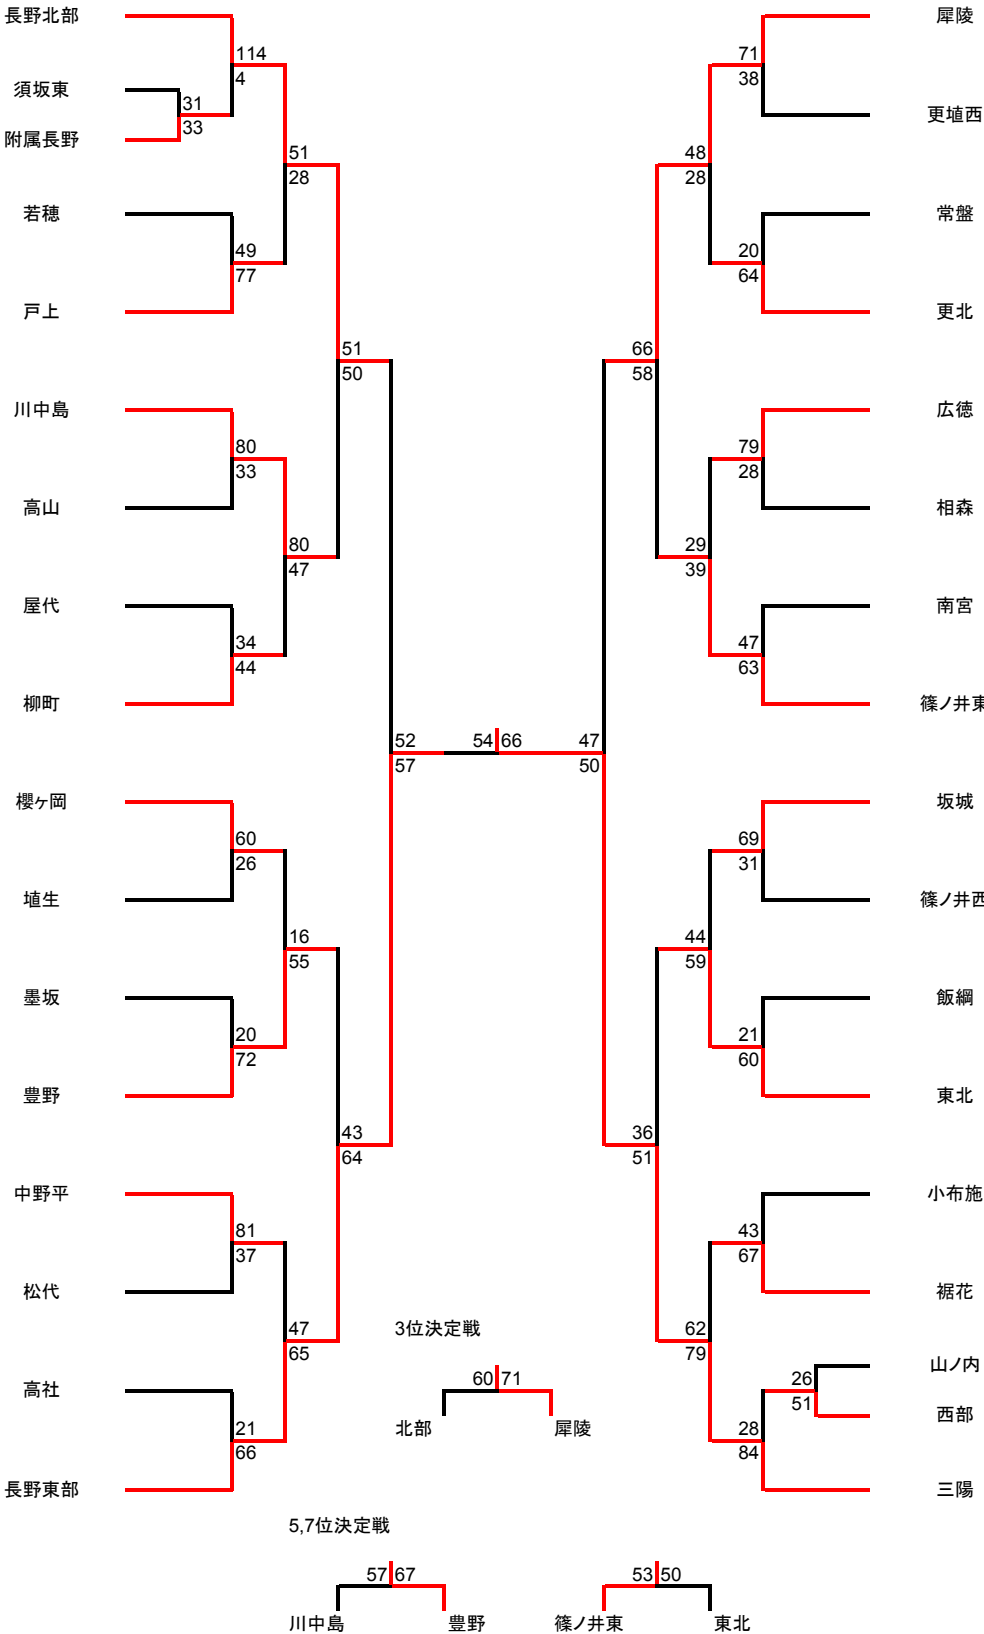 長野北部
114
4
須坂東
31
33
附属長野
51
28
若穂
49
77
戸上
51
50
川中島
80
33
高山
80
47
屋代
34
44
柳町
52
57
54 66
櫻ヶ岡
60
26
埴生
16
55
墨坂
20
72
豊野
43
64
中野平
81
37
松代
47
65
高社
21
66
長野東部
犀陵
71
38
更埴西
48
28
常盤
20
64
更北
66
58
広徳
79
28
相森
29
39
南宮
47
63
篠ノ井東
47
50
坂城
69
31
篠ノ井西
44
59
飯綱
21
60
東北
36
51
小布施
43
67
裾花
62
79
山ノ内
26
51
西部
28
84
三陽
3位決定戦
60 71
北部 犀陵
5,7位決定戦
57 67
川中島 豊野
53 50
篠ノ井東 東北